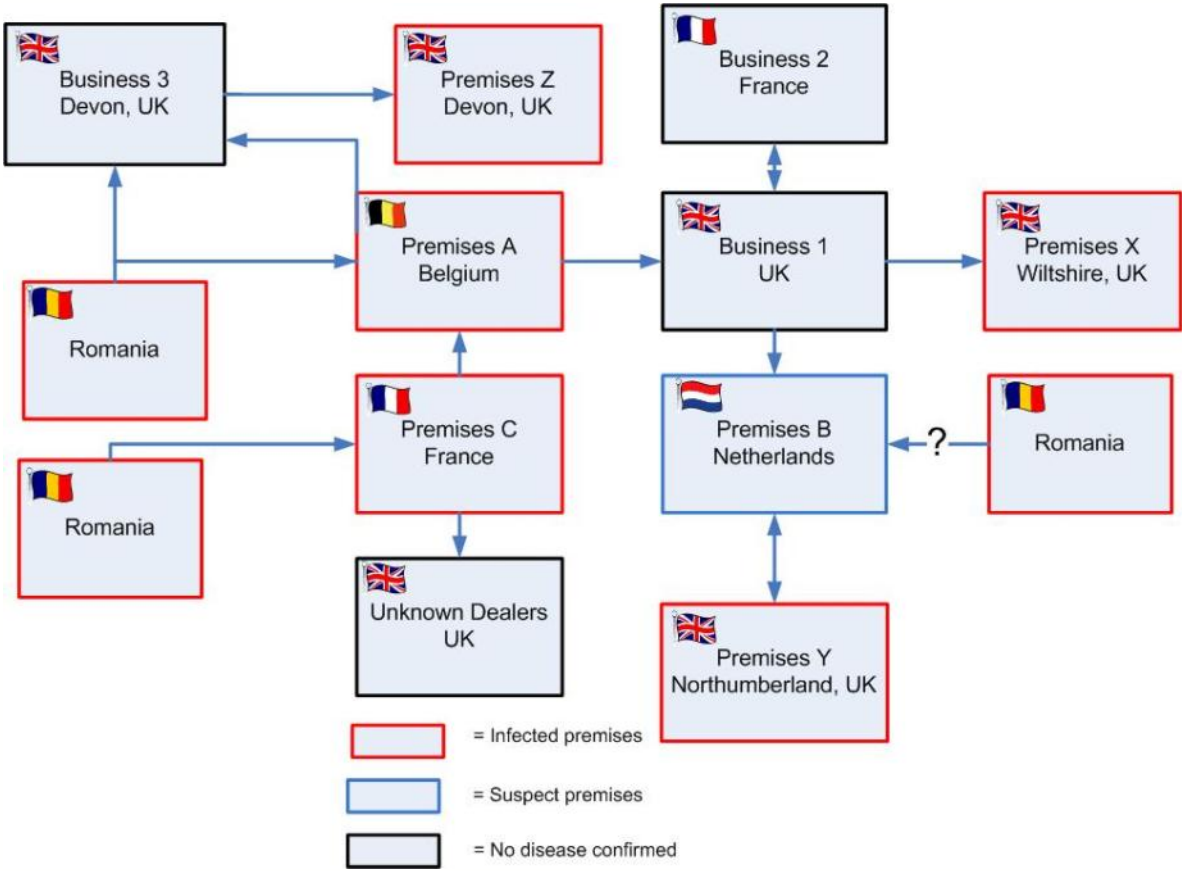 Business 3
Devon, UK
Premises Z
Devon, UK
Business 2
France
Premises A
Belgium
Business 1
UK
Premises X
Wiltshire, UK
Romania
Premises C
France
Premises B
Netherlands
?
Romania
Romania
Unknown Dealers
UK
Premises Y
Northumberland, UK
= Infected premises
= Suspect premises
= No disease confirmed